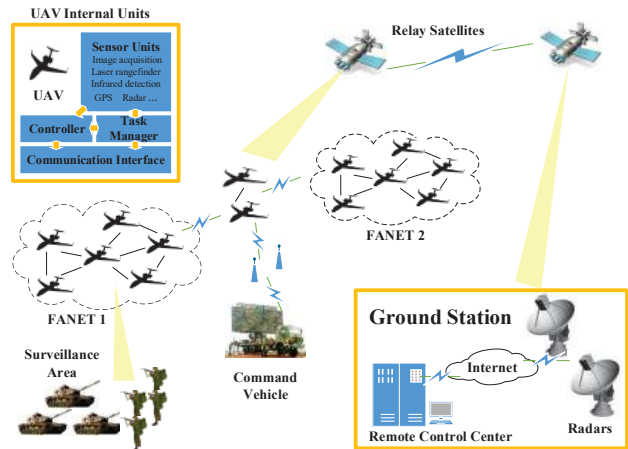 UAV Internal Units
Sensor Units
Image acquisition
Laser rangefinder
Infrared detection
GPS Radar ...
UAV
Controller
Task
Manager
Communication Interface
Relay Satellites
FANET 2
FANET 1
Surveillance
Area
Command
Vehicle
Ground Station
Internet
Radars
Remote Control Center